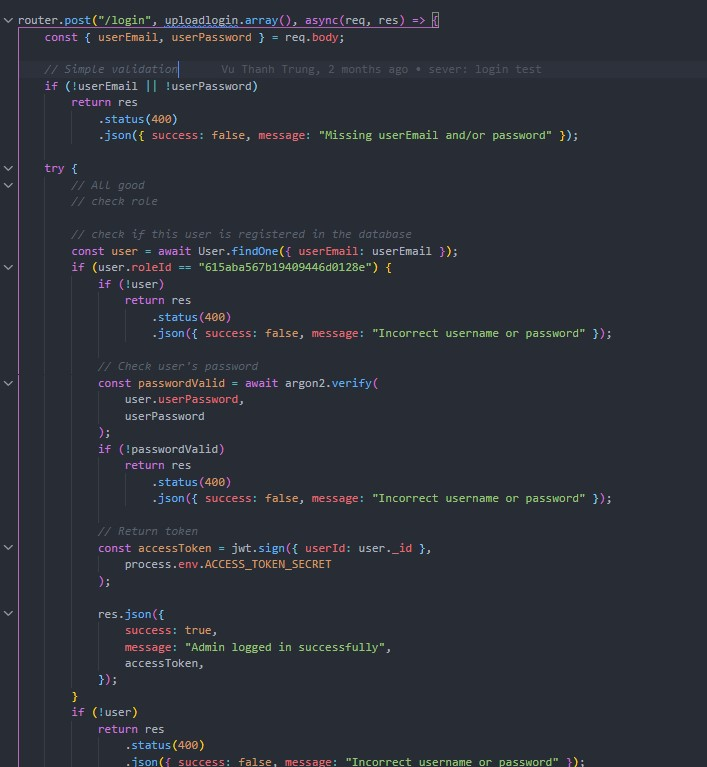 router.post("/login", uploadlogin.array(), async(req, res) => {
const { userEmail, userPassword } = req.body;
// Simple validation Vu Thanh Trung, 2 months ago • sever: login test
if (!userEmail || !userPassword)
return res
.status(400)
.json({ success: false, message: "Missing userEmail and/or password" });
try {
// All good
// check role
// check if this user is registered in the database
const user = await User.findOne({ userEmail: userEmail });
if (user.roleId == "615aba567b19409446d0128e") {
if (!user)
return res
.status(400)
.json({ success: false, message: "Incorrect username or password" });
// Check user's password
const passwordValid = await argon2.verify(
user.userPassword,
userPassword
);
if (!passwordValid)
return res
.status(400)
.json({ success: false, message: "Incorrect username or password" });
// Return token
const accessToken = jwt.sign({ userId: user._id },
process.env.ACCESS_TOKEN_SECRET
);
res.json({
success: true,
message: "Admin logged in successfully",
accessToken,
});
}
if (!user)
return res
.status(400)
.json({ success: false, message: "Incorrect username or password" });